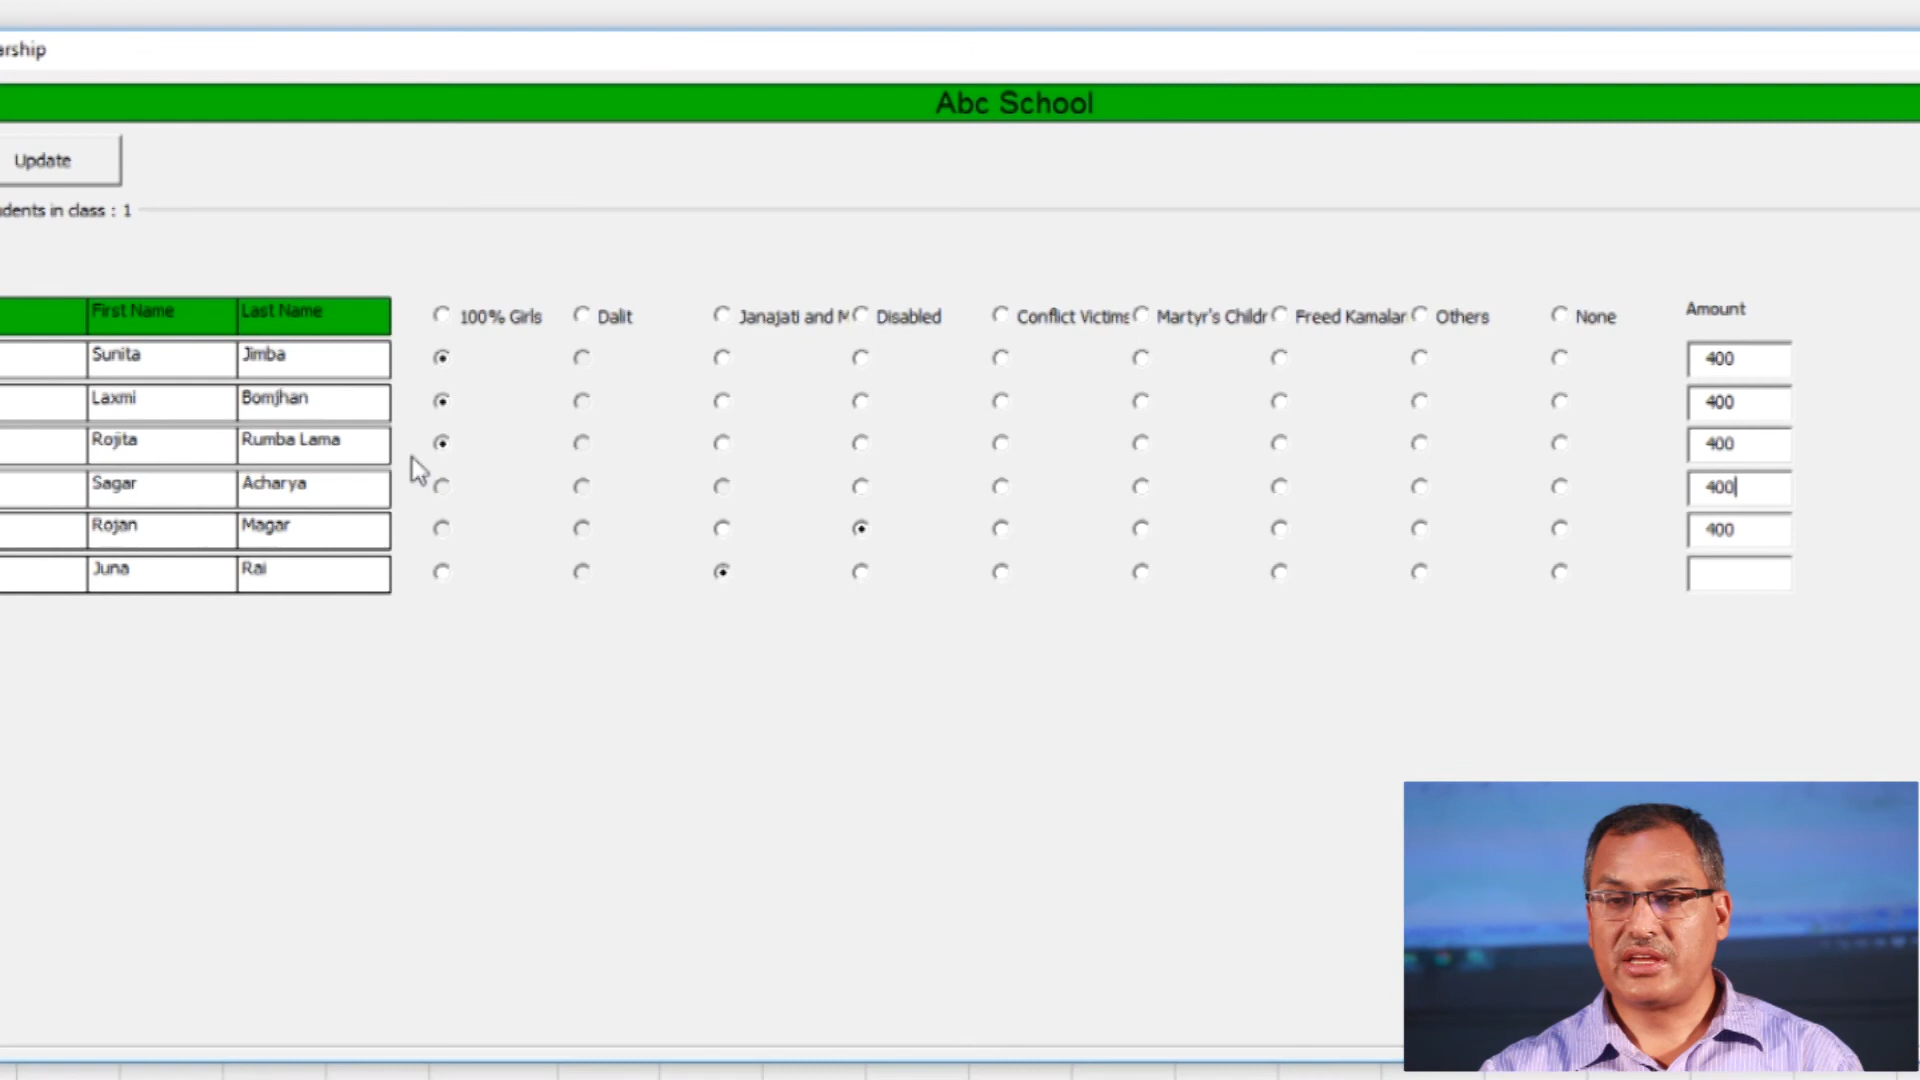 arship
Abc School
Update
udents in class : 1
First Name Last Name 100% Girls Dalit Janajati and M Disabled Conflict Victims Martyr's Childr Freed Kamalar Others None Amount
Sunita Jimba 400
Laxmi Bomjhan 400
Rojita Rumba Lama 400
Sagar Acharya 400
Rojan Magar 400
Juna Rai